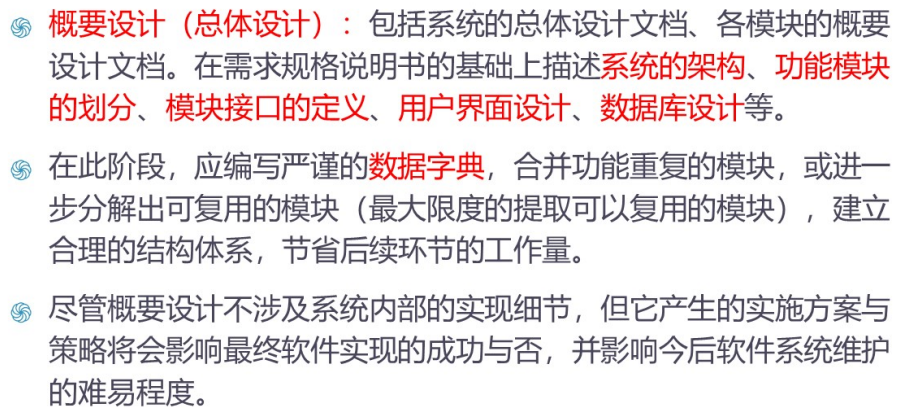 概要设计（总体设计）：包括系统的总体设计文档、各模块的概要
设计文档。在需求规格说明书的基础上描述系统的架构、功能模块
的划分、模块接口的定义、用户界面设计、数据库设计等。
在此阶段，应编写严谨的数据字典，合并功能重复的模块，或进一
步分解出可复用的模块（最大限度的提取可以复用的模块），建立
合理的结构体系，节省后续环节的工作量。
尽管概要设计不涉及系统内部的实现细节，但它产生的实施方案与
策略将会影响最终软件实现的成功与否，并影响今后软件系统维护
的难易程度。